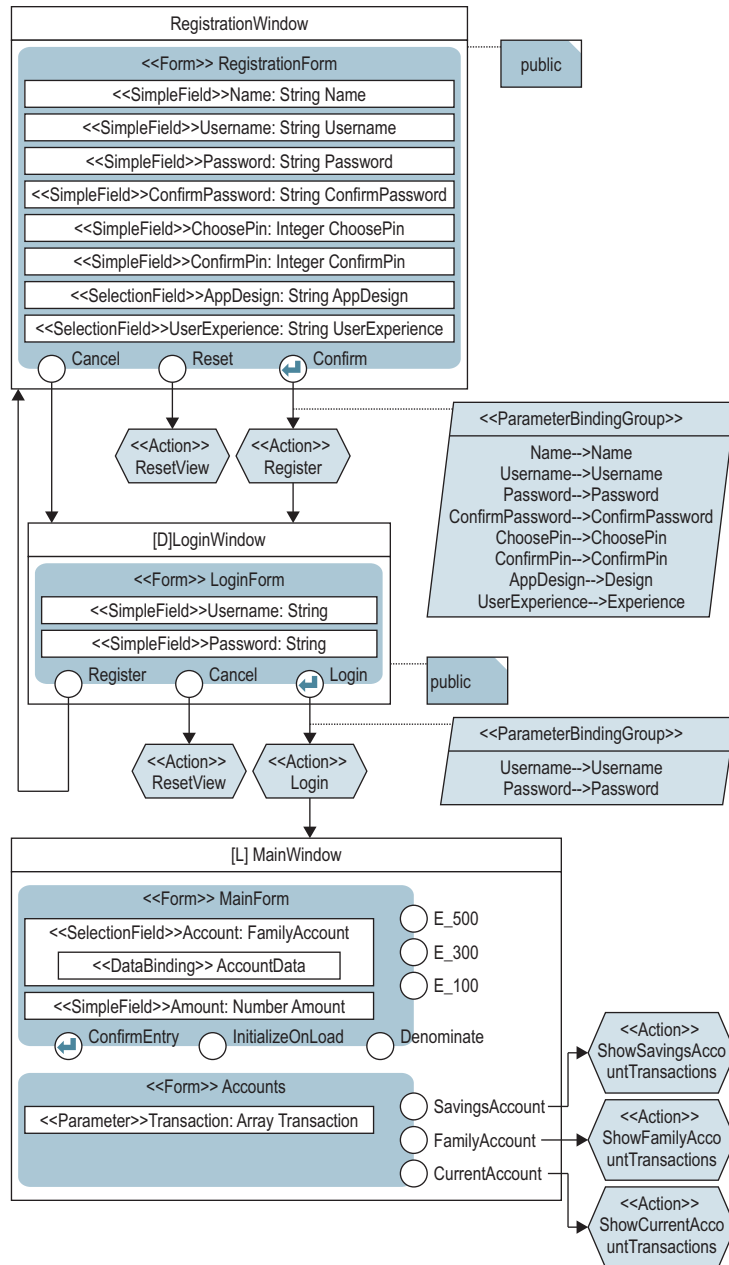 RegistrationWindow
<<Form>> RegistrationForm
public
<<SimpleField>>Name: String Name
<<SimpleField>>Username: String Username
<<SimpleField>>Password: String Password
<<SimpleField>>ConfirmPassword: String ConfirmPassword
<<SimpleField>>ChoosePin: Integer ChoosePin
<<SimpleField>>ConfirmPin: Integer ConfirmPin
<<SelectionField>>AppDesign: String AppDesign
<<SelectionField>>UserExperience: String UserExperience
Cancel
Reset
Confirm
<<Action>>
ResetView
<<Action>>
Register
<<ParameterBindingGroup>>
Name-->Name
Username-->Username
Password-->Password
ConfirmPassword-->ConfirmPassword
ChoosePin-->ChoosePin
ConfirmPin-->ConfirmPin
AppDesign-->Design
UserExperience-->Experience
[D]LoginWindow
<<Form>> LoginForm
<<SimpleField>>Username: String
<<SimpleField>>Password: String
Register
Cancel
Login
public
<<Action>>
ResetView
<<Action>>
Login
<<ParameterBindingGroup>>
Username-->Username
Password-->Password
[L] MainWindow
<<Form>> MainForm
<<SelectionField>>Account: FamilyAccount
<<DataBinding>> AccountData
<<SimpleField>>Amount: Number Amount
E_500
E_300
E_100
ConfirmEntry
InitializeOnLoad
Denominate
<<Form>> Accounts
<<Parameter>>Transaction: Array Transaction
SavingsAccount
FamilyAccount
CurrentAccount
<<Action>>
ShowSavingsAcco
untTransactions
<<Action>>
ShowFamilyAcco
untTransactions
<<Action>>
ShowCurrentAcco
untTransactions